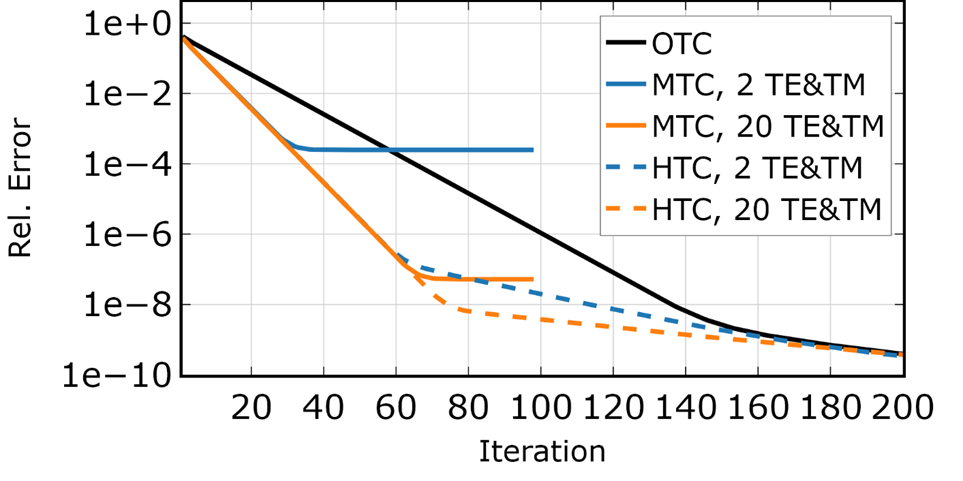 1e+0
1e−2
1e−4
1e−6
1e−8
1e−10
Rel. Error
OTC
MTC, 2 TE&TM
MTC, 20 TE&TM
HTC, 2 TE&TM
HTC, 20 TE&TM
20 40 60 80 100 120 140 160 180 200
Iteration